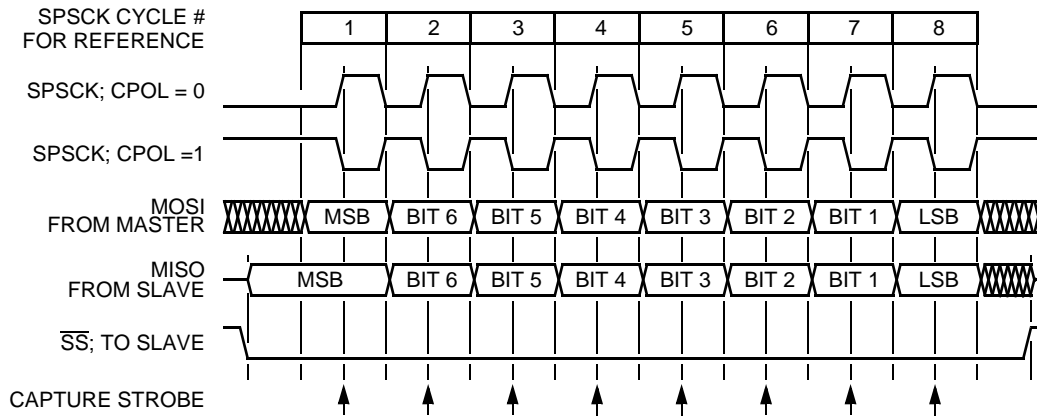 SPSCK CYCLE #
FOR REFERENCE
1 2 3 4 5 6 7 8
SPSCK; CPOL = 0
SPSCK; CPOL =1
MOSI
FROM MASTER
MSB BIT 6 BIT 5 BIT 4 BIT 3 BIT 2 BIT 1 LSB
MISO
FROM SLAVE
MSB BIT 6 BIT 5 BIT 4 BIT 3 BIT 2 BIT 1 LSB
S̅S̅; TO SLAVE
CAPTURE STROBE